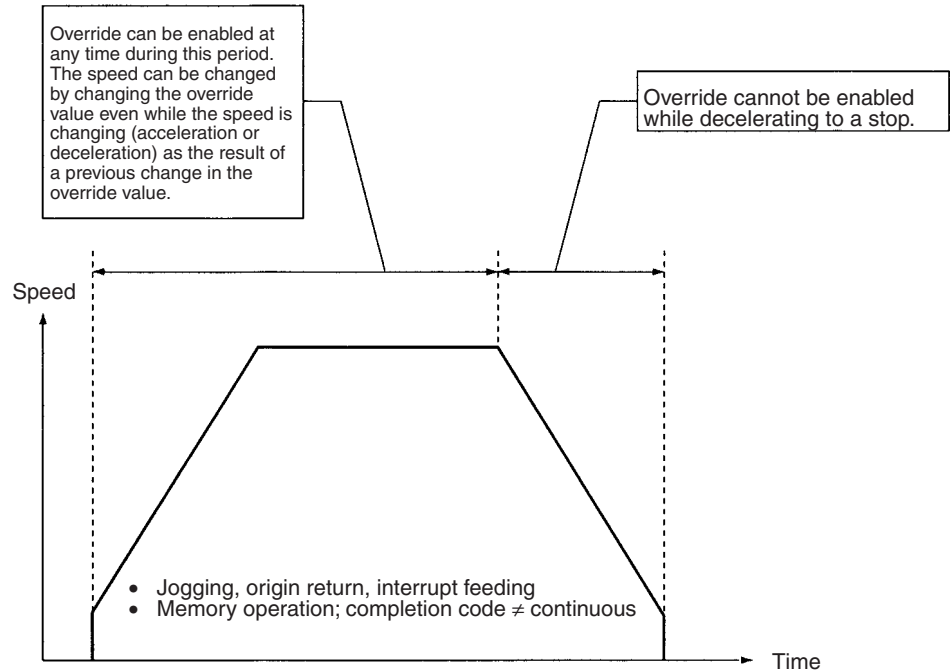 Override can be enabled at
any time during this period.
The speed can be changed
by changing the override
value even while the speed is
changing (acceleration or
deceleration) as the result of
a previous change in the
override value.
Override cannot be enabled
while decelerating to a stop.
Speed
• Jogging, origin return, interrupt feeding
• Memory operation; completion code ≠ continuous
Time